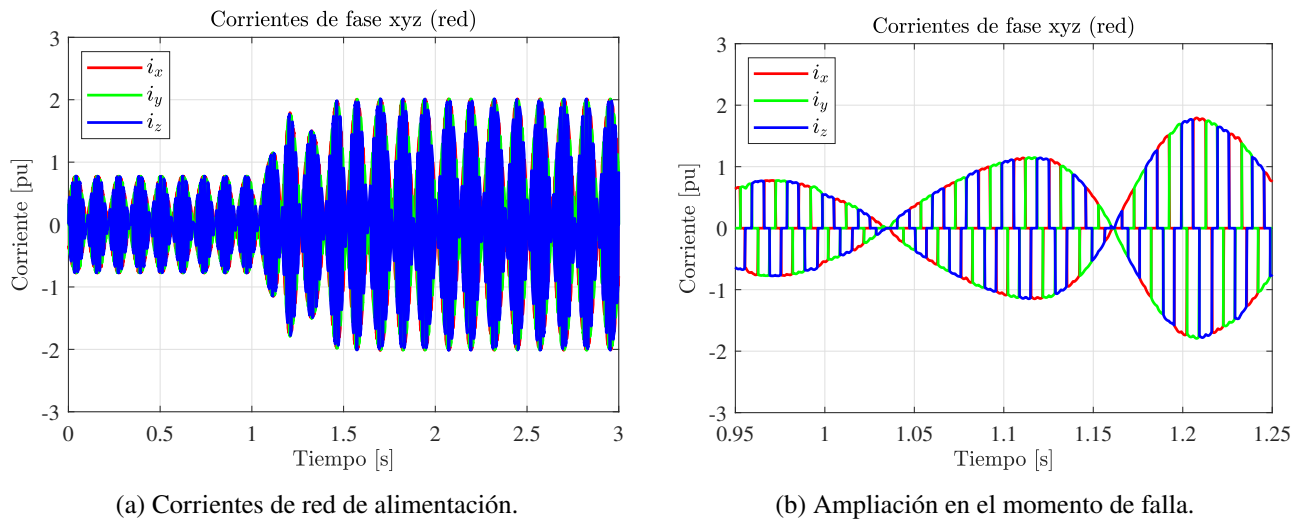 Corrientes de fase xyz (red)
3
2
1
0
-1
-2
-3
Corriente [pu]
i_x
i_y
i_z
0
0.5
1
1.5
2
2.5
3
Tiempo [s]
(a) Corrientes de red de alimentación.
Corrientes de fase xyz (red)
3
2
1
0
-1
-2
-3
Corriente [pu]
i_x
i_y
i_z
0.95
1
1.05
1.1
1.15
1.2
1.25
Tiempo [s]
(b) Ampliación en el momento de falla.